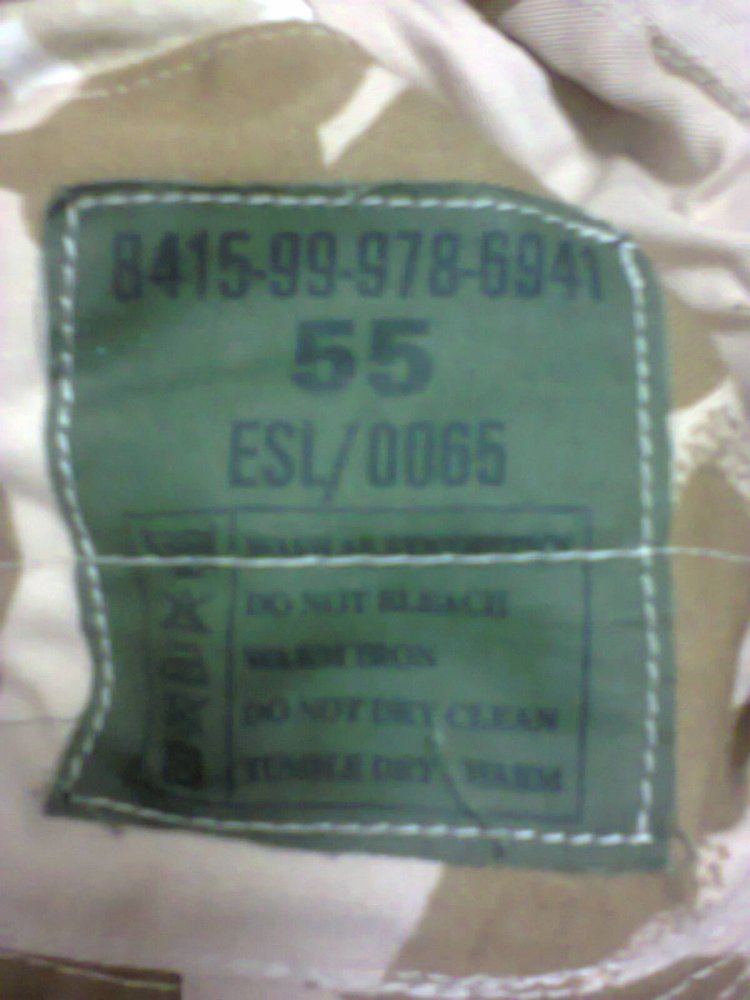 8415-99-978-6941
55
ESL/0065
DO NOT BLEACH
WARM IRON
DO NOT DRY CLEAN
TUMBLE DRY - WARM